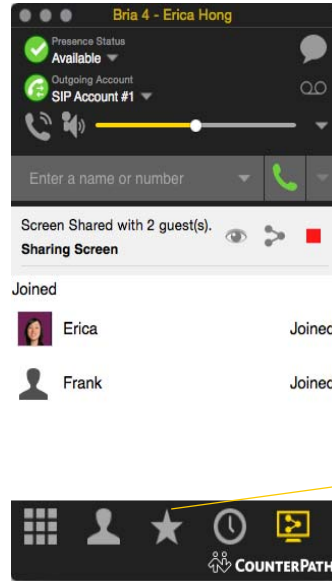 Bria 4 - Erica Hong
Presence Status
Available
Outgoing Account
SIP Account #1
Enter a name or number
Screen Shared with 2 guest(s).
Sharing Screen
Joined
Erica Joined
Frank Joined
COUNTERPATH